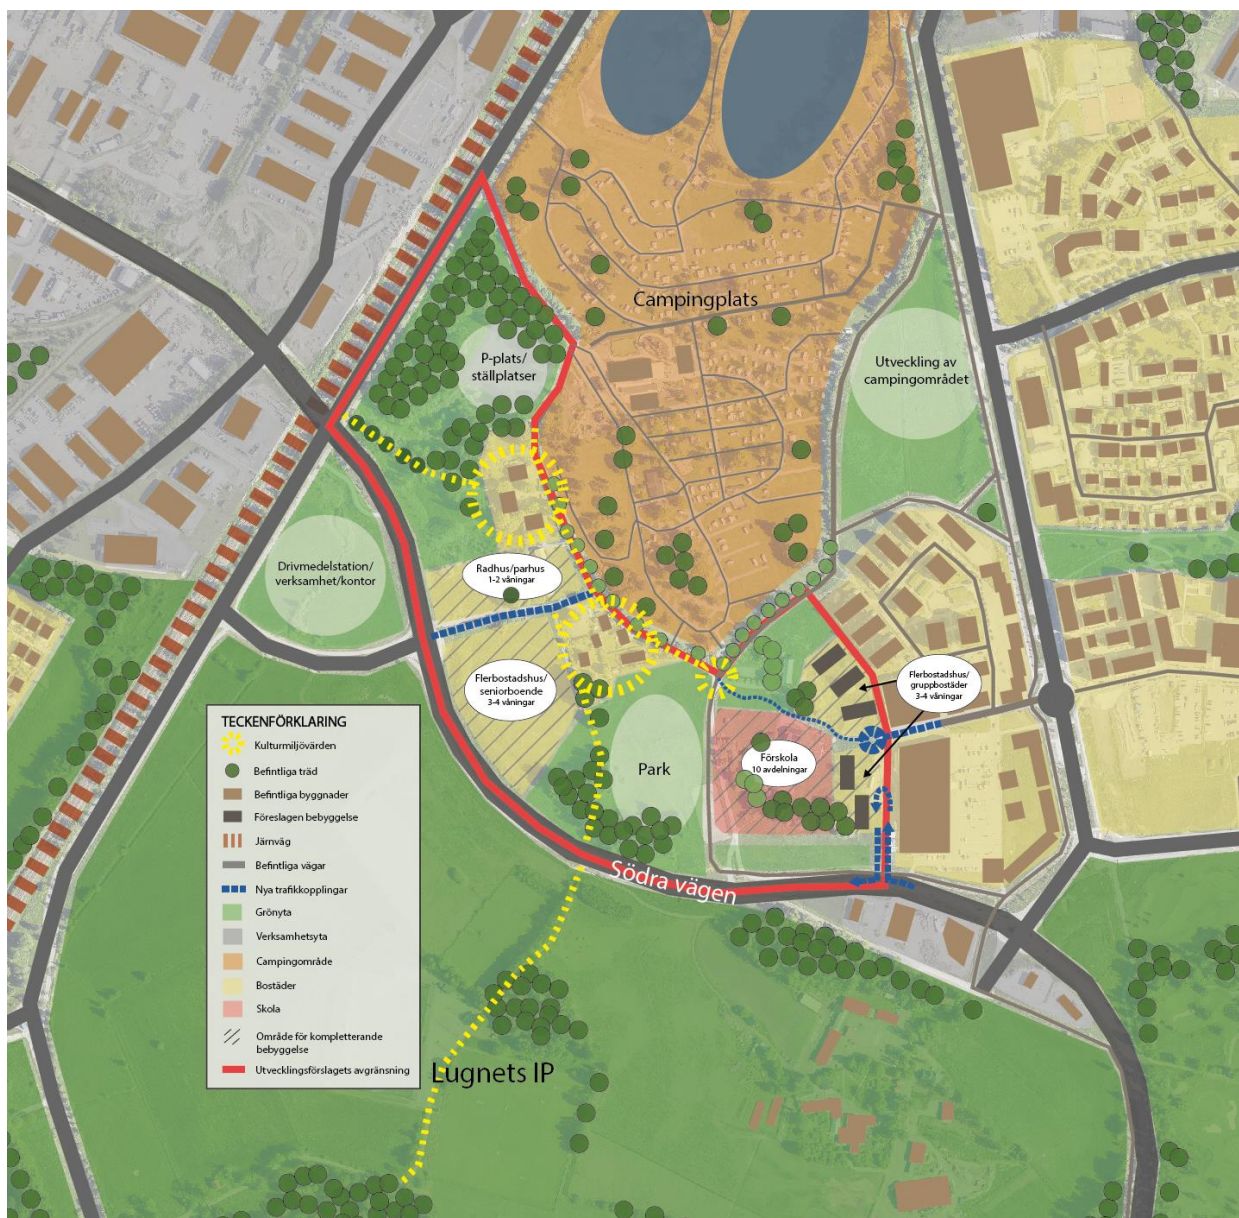 Campingplats
P-plats/
ställplatser
Utveckling av
campingområdet
Drivmedelstation/
verksamhet/kontor
Radhus/parhus
1-2 våningar
Flerbostadshus/
seniorboende
3-4 våningar
Flerbostadshus/
gruppbostäder
3-4 våningar
Park
Förskola
10 avdelningar
Södra vägen
Lugnets IP
TECKENFÖRKLARING
Kulturmiljövärden
Befintliga träd
Befintliga byggnader
Föreslagen bebyggelse
Järnväg
Befintliga vägar
Nya trafikkopplingar
Grönyta
Verksamhetsyta
Campingområde
Bostäder
Skola
Område för kompletterande
bebyggelse
Utvecklingsförslagets avgränsning